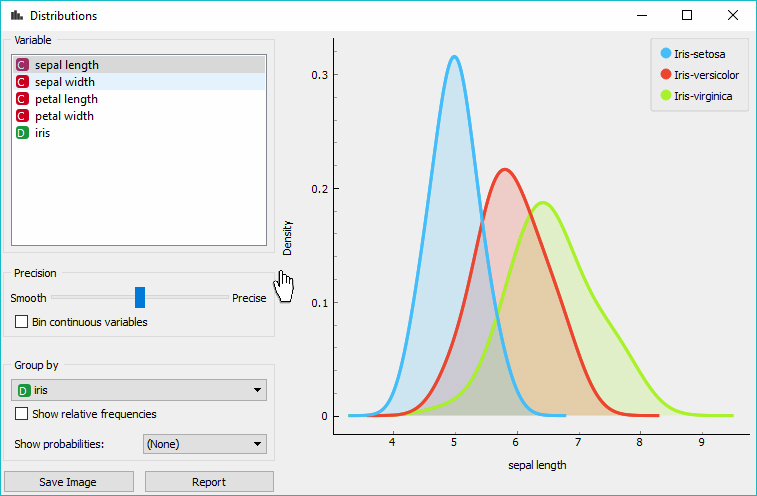 Distributions
Variable
C sepal length
C sepal width
C petal length
C petal width
D iris
Precision
Smooth Precise
Bin continuous variables
Group by
D iris
Show relative frequencies
Show probabilities: (None)
Save Image Report
Density
0.3
0.2
0.1
0
4 5 6 7 8 9
sepal length
Iris-setosa
Iris-versicolor
Iris-virginica